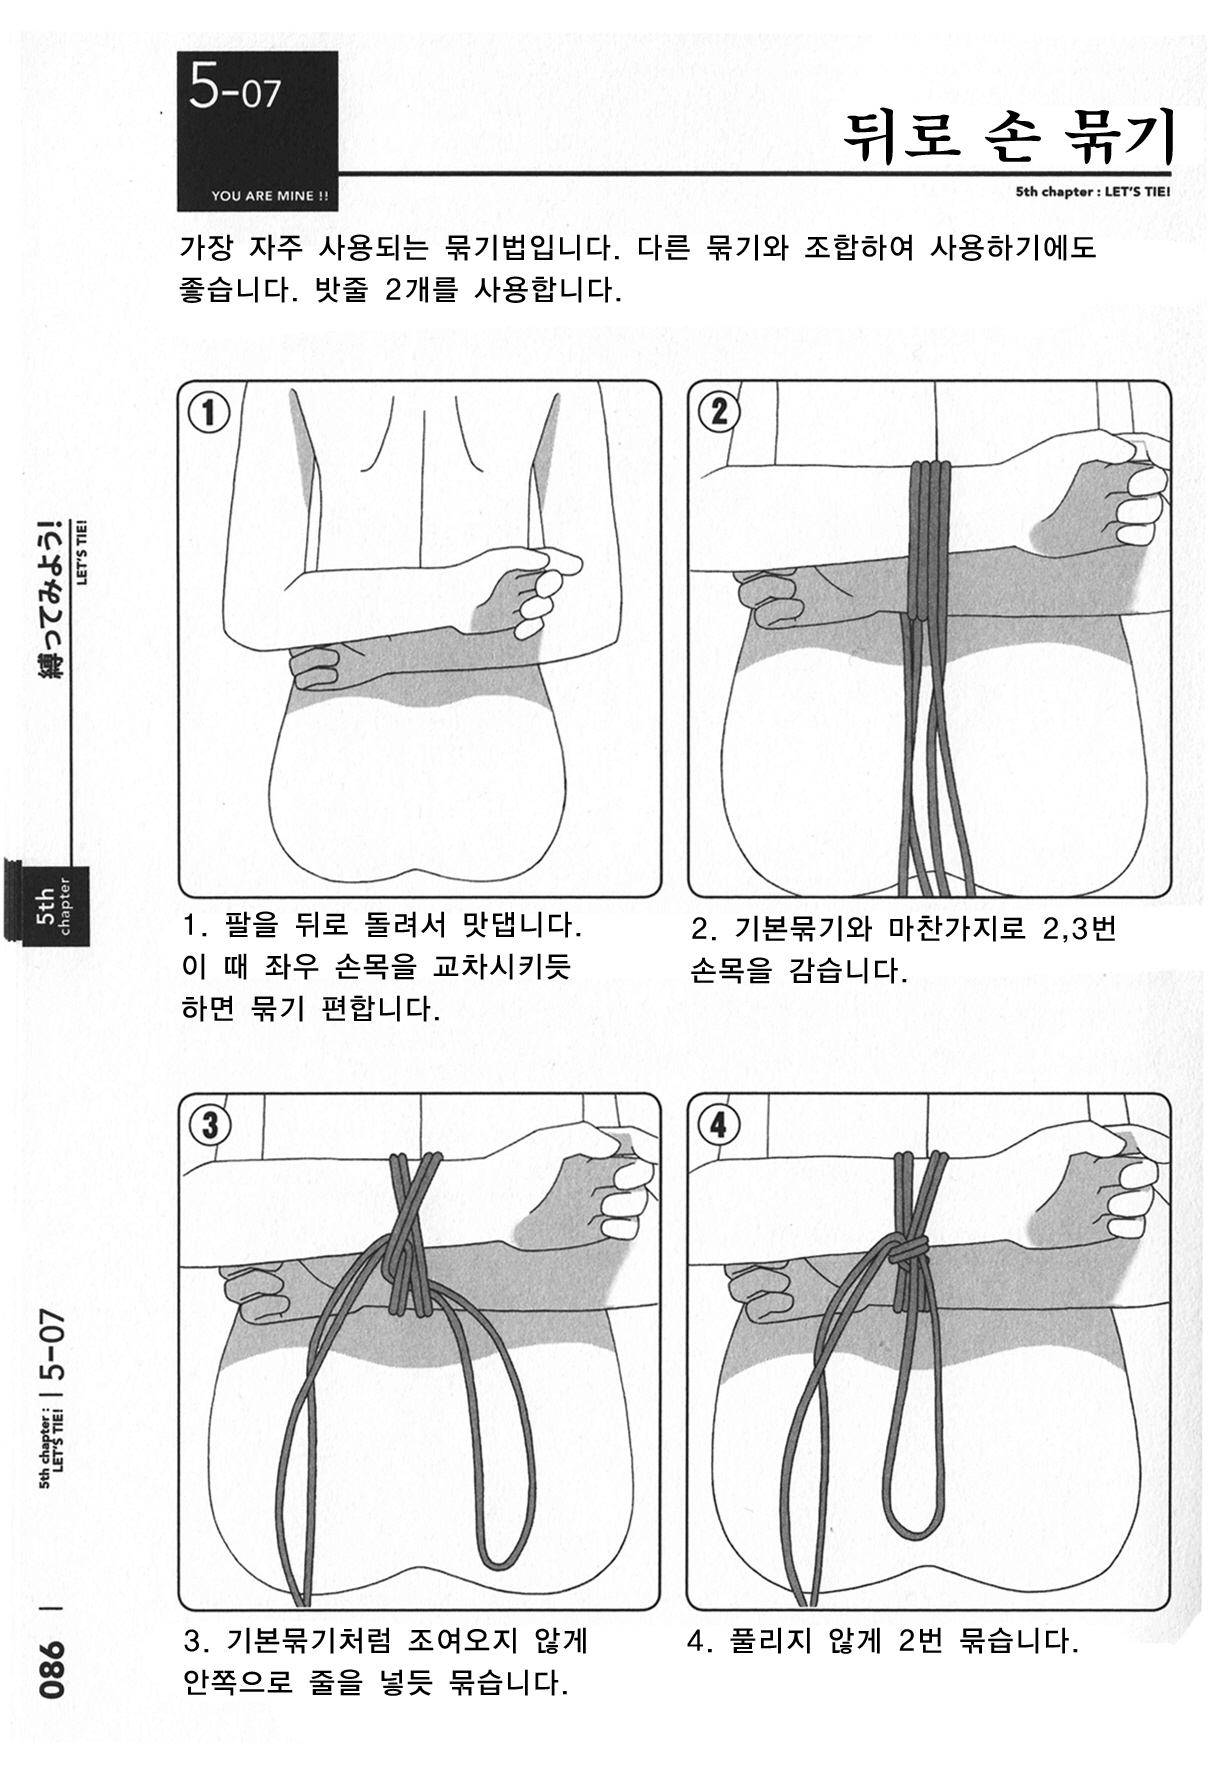 5-07
YOU ARE MINE !!
뒤로 손 묶기
5th chapter : LET'S TIE!
가장 자주 사용되는 묶기법입니다. 다른 묶기와 조합하여 사용하기에도
좋습니다. 밧줄 2개를 사용합니다.
1
2
1. 팔을 뒤로 돌려서 맛댑니다.
이 때 좌우 손목을 교차시키듯
하면 묶기 편합니다.
2. 기본묶기와 마찬가지로 2,3번
손목을 감습니다.
3
4
3. 기본묶기처럼 조여오지 않게
안쪽으로 줄을 넣듯 묶습니다.
4. 풀리지 않게 2번 묶습니다.
縛ってみよう!
LET'S TIE!
5th
chapter
5th chapter :
LET'S TIE!
5-07
086